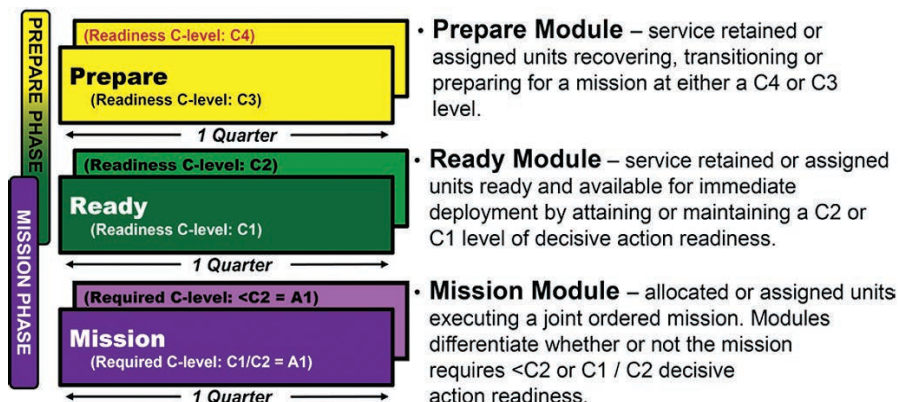 PREPARE PHASE
MISSION PHASE
(Readiness C-level: C4)
Prepare
(Readiness C-level: C3)
1 Quarter
(Readiness C-level: C2)
Ready
(Readiness C-level: C1)
1 Quarter
(Required C-level: <C2 = A1)
Mission
(Required C-level: C1/C2 = A1)
1 Quarter
• Prepare Module – service retained or
assigned units recovering, transitioning or
preparing for a mission at either a C4 or C3
level.
• Ready Module – service retained or assigned
units ready and available for immediate
deployment by attaining or maintaining a C2 or
C1 level of decisive action readiness.
• Mission Module – allocated or assigned units
executing a joint ordered mission. Modules
differentiate whether or not the mission
requires <C2 or C1 / C2 decisive
action readiness.